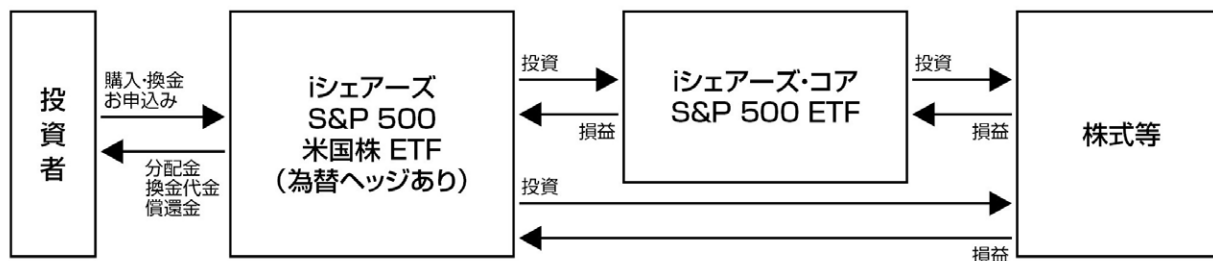 投資者
購入・換金
お申込み
分配金
換金代金
償還金
iシェアーズ
S&P 500
米国株 ETF
（為替ヘッジあり）
投資
損益
iシェアーズ・コア
S&P 500 ETF
投資
損益
投資
損益
株式等